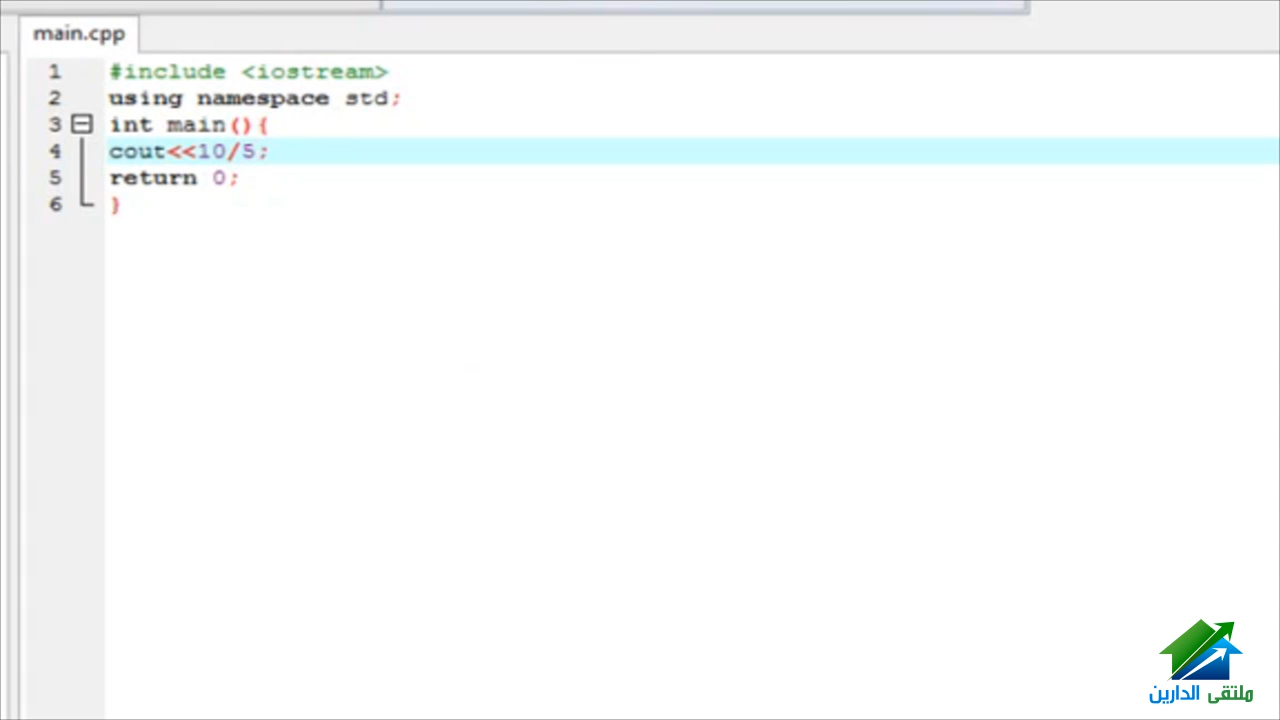 main.cpp
1 #include <iostream>
2 using namespace std;
3 int main(){
4 cout<<10/5;
5 return 0;
6 }
ملتقى الدارين